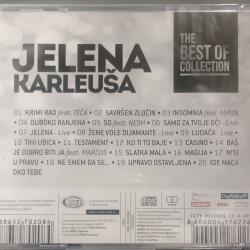 JELENA
KARLEUŠA
THE
BEST OF
COLLECTION
01 KRIMI RAD feat. TEČA • 02 SAVRŠEN ZLOČIN • 03 INSOMNIA feat. MIRZA
• 04 DUBOKO RANJENA • 05 SO feat. NESH • 06 SAMO ZA TVOJE OČI - Live
• 07 JELENA - Live • 08 ŽENE VOLE DIJAMANTE - Live • 09 LUDAČA - Live
• 10 TIHI UBICA • 11 TESTAMENT • 12 KO TI TO BAJE • 13 CASINO • 14 BAŠ
JE DOBRO BITI JA feat. MARCUS • 15 SLATKA MALA • 16 MAGIJA • 17 NISI
U PRAVU • 18 NE SMEM DA SE... • 19 UPRAVO OSTAVLJENA • 20 IDE MACA
OKO TEBE
CITY RECORDS